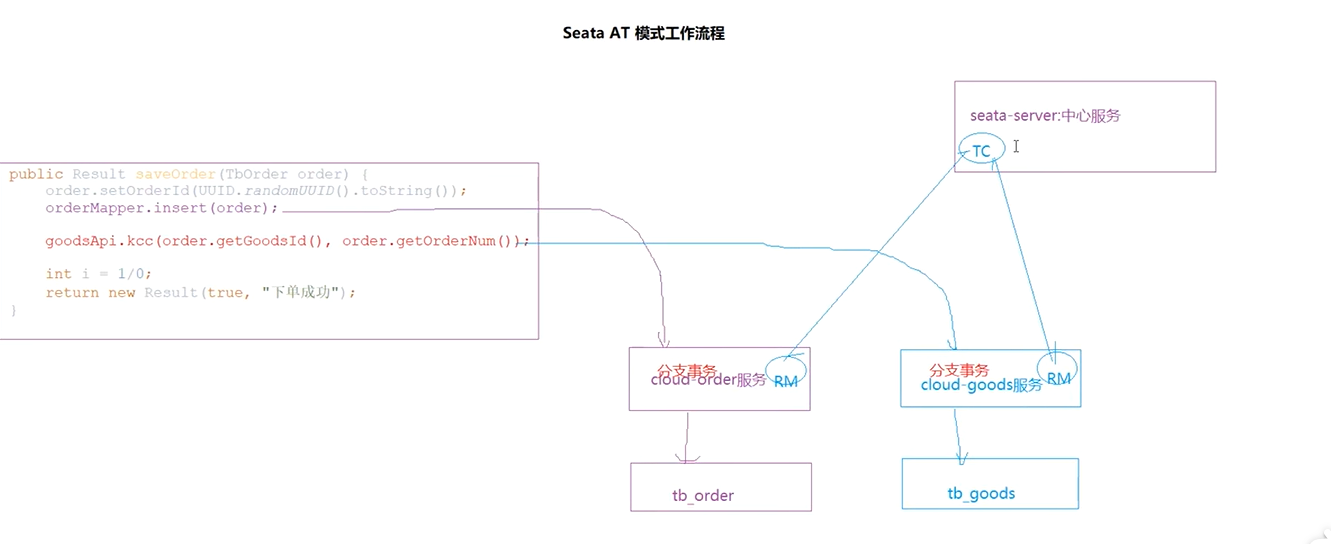 Seata AT 模式工作流程
seata-server:中心服务
TC
public Result saveOrder(TbOrder order) {
order.setOrderId(UUID.randomUUID().toString());
orderMapper.insert(order);
goodsApi.kcc(order.getGoodsId(), order.getOrderNum());
int i = 1/0;
return new Result(true, "下单成功");
}
分支事务
cloud-order服务
RM
分支事务
cloud-goods服务
RM
tb_order
tb_goods